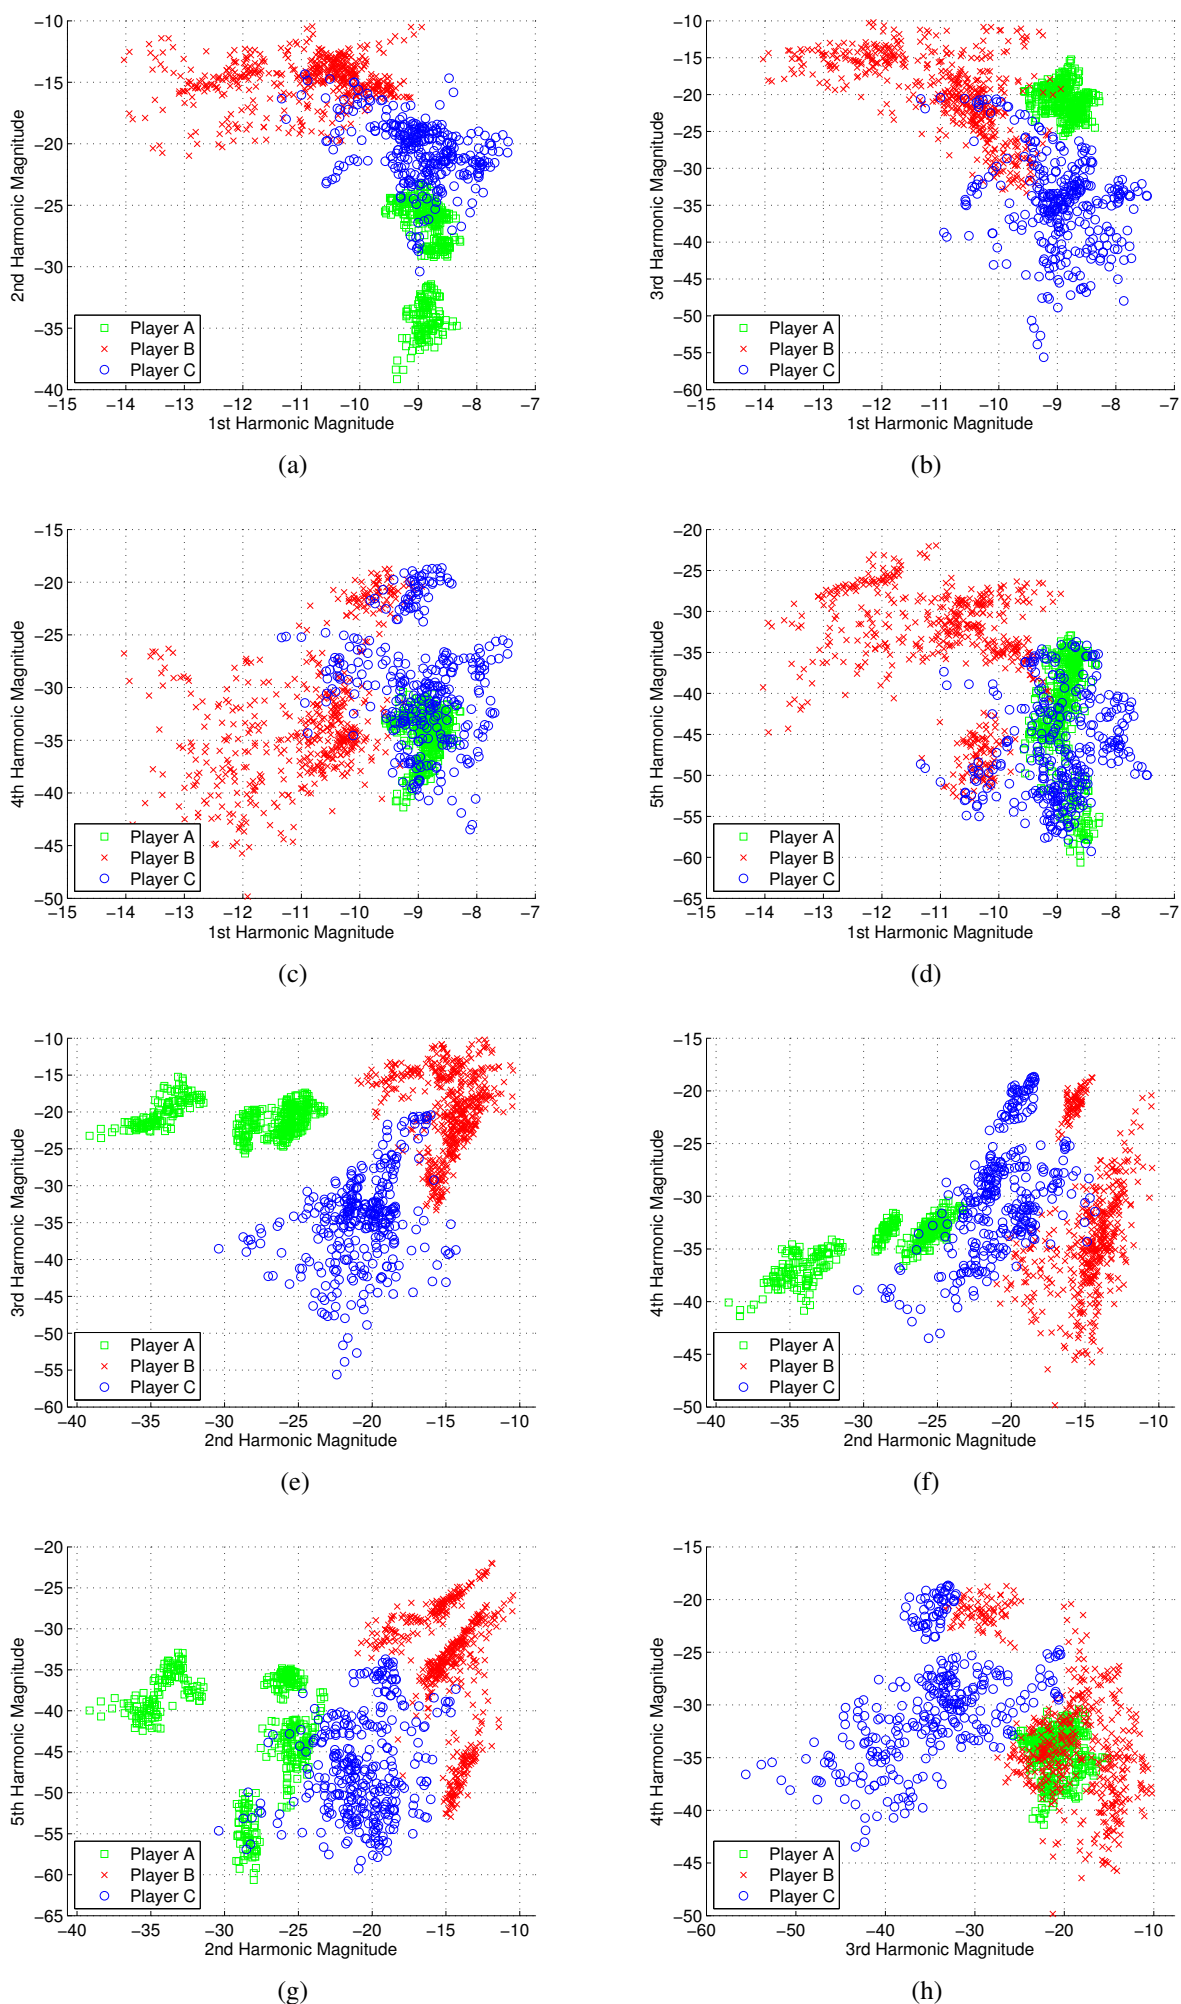 −10 −15 −20 −25 −30 −35 −40
2nd Harmonic Magnitude
Player A
Player B
Player C
−15 −14 −13 −12 −11 −10 −9 −8 −7
1st Harmonic Magnitude
(a)
−10 −15 −20 −25 −30 −35 −40 −45 −50 −55 −60
3rd Harmonic Magnitude
Player A
Player B
Player C
−15 −14 −13 −12 −11 −10 −9 −8 −7
1st Harmonic Magnitude
(b)
−15 −20 −25 −30 −35 −40 −45 −50
4th Harmonic Magnitude
Player A
Player B
Player C
−15 −14 −13 −12 −11 −10 −9 −8 −7
1st Harmonic Magnitude
(c)
−20 −25 −30 −35 −40 −45 −50 −55 −60 −65
5th Harmonic Magnitude
Player A
Player B
Player C
−15 −14 −13 −12 −11 −10 −9 −8 −7
1st Harmonic Magnitude
(d)
−10 −15 −20 −25 −30 −35 −40 −45 −50 −55 −60
3rd Harmonic Magnitude
Player A
Player B
Player C
−40 −35 −30 −25 −20 −15 −10
2nd Harmonic Magnitude
(e)
−15 −20 −25 −30 −35 −40 −45 −50
4th Harmonic Magnitude
Player A
Player B
Player C
−40 −35 −30 −25 −20 −15 −10
2nd Harmonic Magnitude
(f)
−20 −25 −30 −35 −40 −45 −50 −55 −60 −65
5th Harmonic Magnitude
Player A
Player B
Player C
−40 −35 −30 −25 −20 −15 −10
2nd Harmonic Magnitude
(g)
−15 −20 −25 −30 −35 −40 −45 −50
4th Harmonic Magnitude
Player A
Player B
Player C
−60 −50 −40 −30 −20 −10
3rd Harmonic Magnitude
(h)